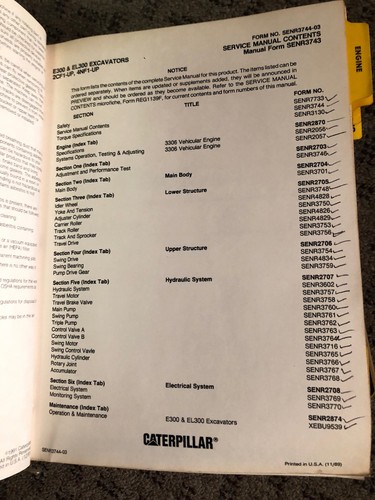 FORM NO. SENR3744-03
SERVICE MANUAL CONTENTS
Manual Form SENR3743
E300 & EL300 EXCAVATORS
2CF1-UP, 4NF1-UP
NOTICE
This form lists the contents of the complete Service Manual for this product. The items listed can be
ordered separately. When items are updated or supplements added, they will be announced in
PREVIEW and should be ordered as they become available. Refer to the SERVICE MANUAL
CONTENTS microfiche, Form REG1139F, for current contents and form numbers of this manual.
SECTION TITLE FORM NO.
Safety SENR7733
Service Manual Contents SENR3744
Torque Specifications SENR3130
Engine (Index Tab) SENR2870
Specifications 3306 Vehicular Engine SENR2056
Systems Operation, Testing & Adjusting 3306 Vehicular Engine SENR2057
Section One (Index Tab) SENR2703
Adjustment and Performance Test SENR3746
Section Two (Index Tab) Main Body SENR2704
Main Body SENR3701
Section Three (Index Tab) Lower Structure SENR2705
Idler Wheel SENR3748
Yoke And Tension SENR4828
Adjuster Cylinder SENR3750
Carrier Roller SENR4826
Track Roller SENR4829
Track And Sprocket SENR3753
Travel Drive SENR3756
Section Four (Index Tab) Upper Structure SENR2706
Swing Drive SENR3754
Swing Bearing SENR4834
Pump Drive Gear SENR3759
Section Five (Index Tab) Hydraulic System SENR2707
Hydraulic System SENR3602
Travel Motor SENR3757
Travel Brake Valve SENR3758
Main Pump SENR3760
Swing Pump SENR3761
Triple Pump SENR3762
Control Valve A SENR3763
Control Valve B SENR3764
Swing Motor SENR3716
Swing Control Vavle SENR3765
Hydraulic Cylinder SENR3766
Rotary Joint SENR3767
Accumulator SENR3768
Section Six (Index Tab) Electrical System SENR2708
Electrical System SENR3769
Monitoring System SENR3770
Maintenance (Index Tab) SENR2874
Operation & Maintenance E300 & EL300 Excavators XEBU9539
CATERPILLAR®
SENR3744-03
Printed in U.S.A. (11/89)
ENGINE